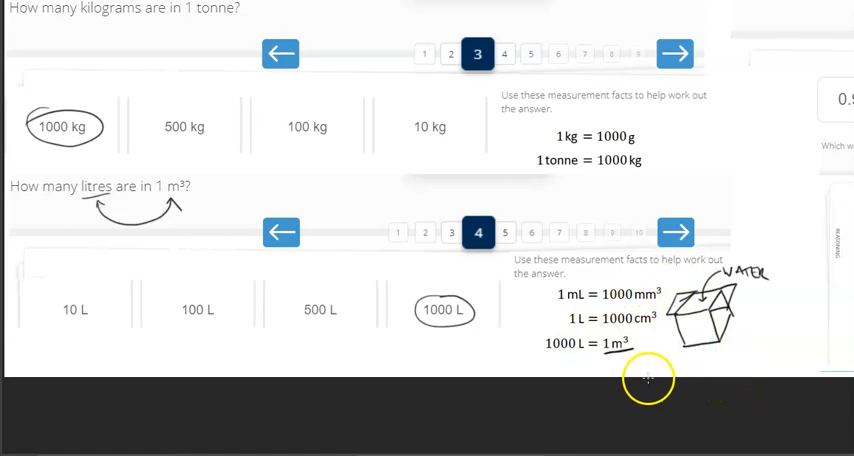 How many kilograms are in 1 tonne?
1 2 3 4 5 6 7 8 9
Use these measurement facts to help work out
the answer.
1000 kg 500 kg 100 kg 10 kg
1 kg = 1000 g
1 tonne = 1000 kg
0.9
Which w
How many litres are in 1 m³?
1 2 3 4 5 6 7 8 9 10
Use these measurement facts to help work out
the answer.
WATER
10 L 100 L 500 L 1000 L
1 mL = 1000 mm³
1 L = 1000 cm³
1000 L = 1 m³
REASONING